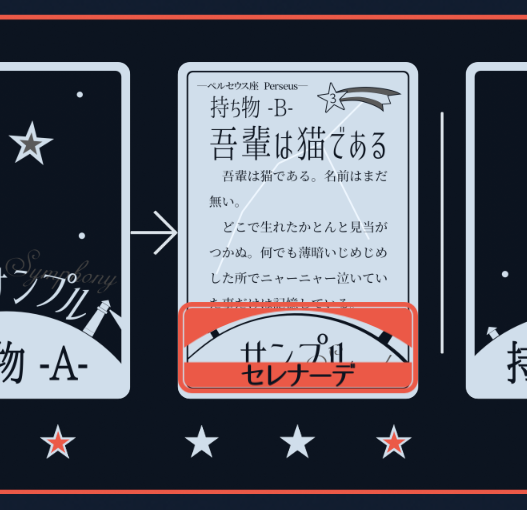 Symphony
サンプル
物 -A-
—ペルセウス座 Perseus—
持ち物 -B-
3
吾輩は猫である
吾輩は猫である。名前はまだ
無い。
どこで生れたかとんと見当が
つかぬ。何でも薄暗いじめじめ
した所でニャーニャー泣いてい
サンプル
セレナーデ
持